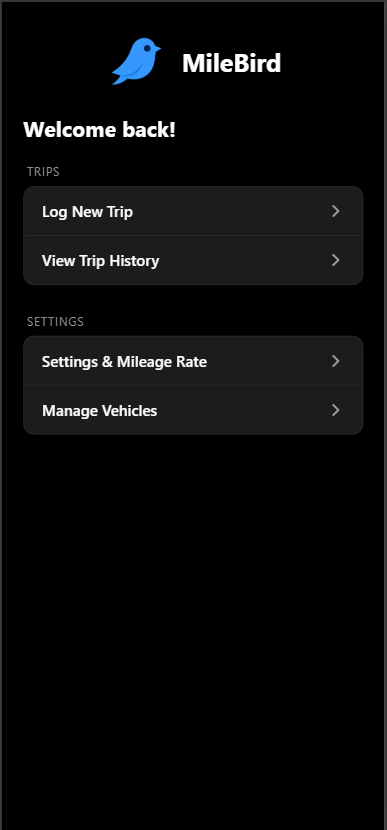 MileBird
Welcome back!
TRIPS
Log New Trip
View Trip History
SETTINGS
Settings & Mileage Rate
Manage Vehicles